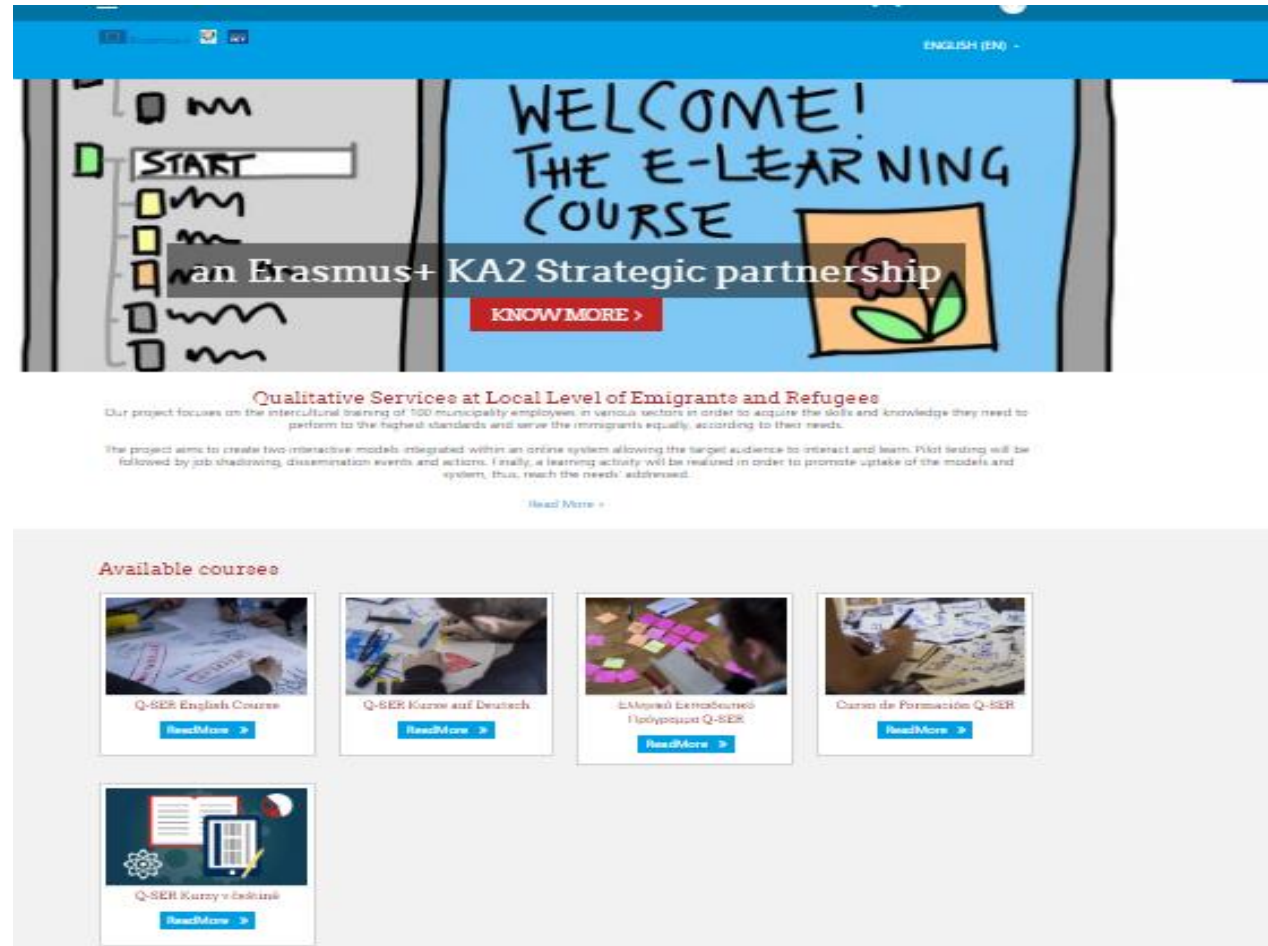 ENGLISH (EN)
WELCOME!
THE E-LEARNING
COURSE
START
an Erasmus+ KA2 Strategic partnership
KNOW MORE >
Qualitative Services at Local Level of Emigrants and Refugees
Our project focuses on the intercultural training of 100 municipality employees in various sectors in order to acquire the skills and knowledge they need to
perform to the highest standards and serve the immigrants equally, according to their needs.
The project aims to create two interactive models integrated within an online system allowing the target audience to interact and learn. Pilot testing will be
followed by job shadowing, dissemination events and actions. Finally, a learning activity will be realized in order to promote uptake of the models and
system, thus, reach the needs' addressed.
Read More »
Available courses
Q-SER English Course
ReadMore »
Q-SER Kurse auf Deutsch
ReadMore »
Ελληνικό Εκπαιδευτικό
Πρόγραμμα Q-SER
ReadMore »
Curso de Formación Q-SER
ReadMore »
Q-SER Kurzy v češtině
ReadMore »